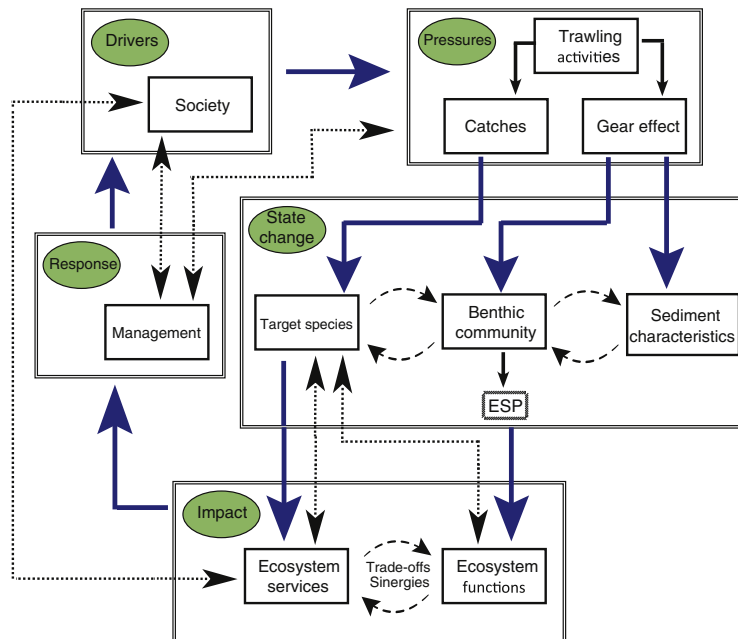 Drivers
Society
Pressures
Trawling
activities
Catches
Gear effect
State
change
Response
Management
Target species
Benthic
community
Sediment
characteristics
ESP
Impact
Ecosystem
services
Trade-offs
Sinergies
Ecosystem
functions